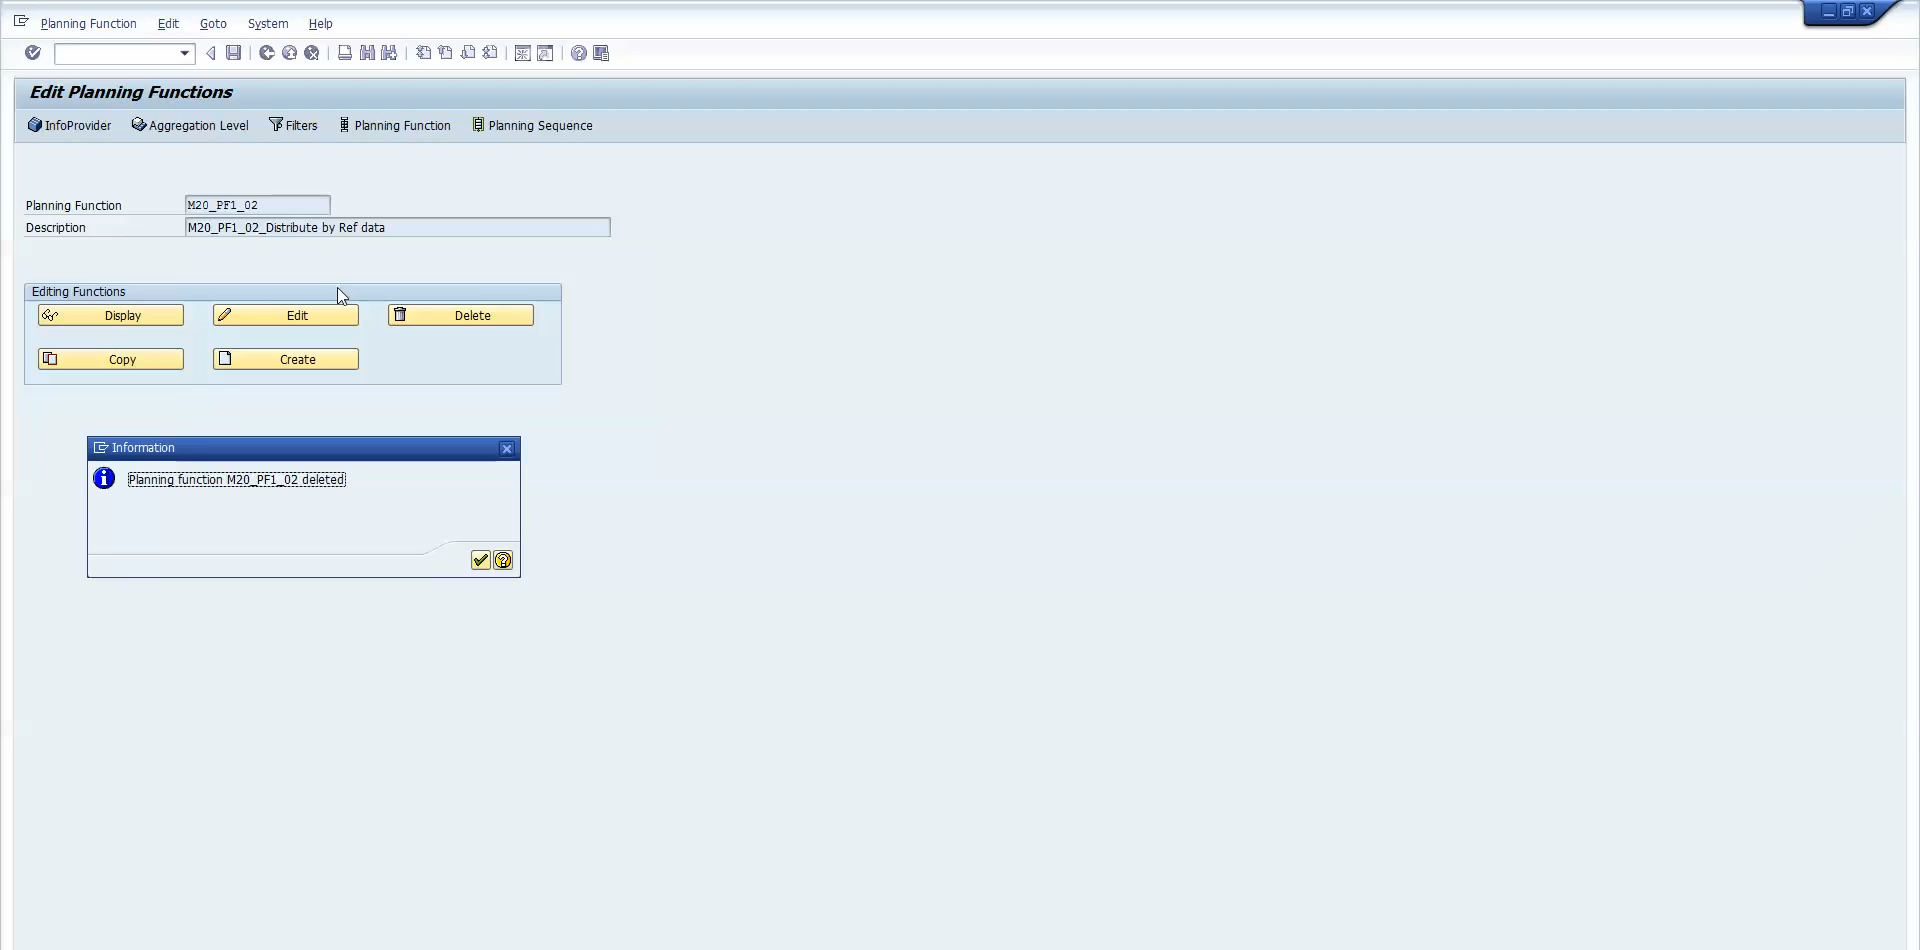 Planning Function Edit Goto System Help
Edit Planning Functions
InfoProvider Aggregation Level Filters Planning Function Planning Sequence
Planning Function M20_PF1_02
Description M20_PF1_02_Distribute by Ref data
Editing Functions
Display Edit Delete
Copy Create
Information
Planning function M20_PF1_02 deleted